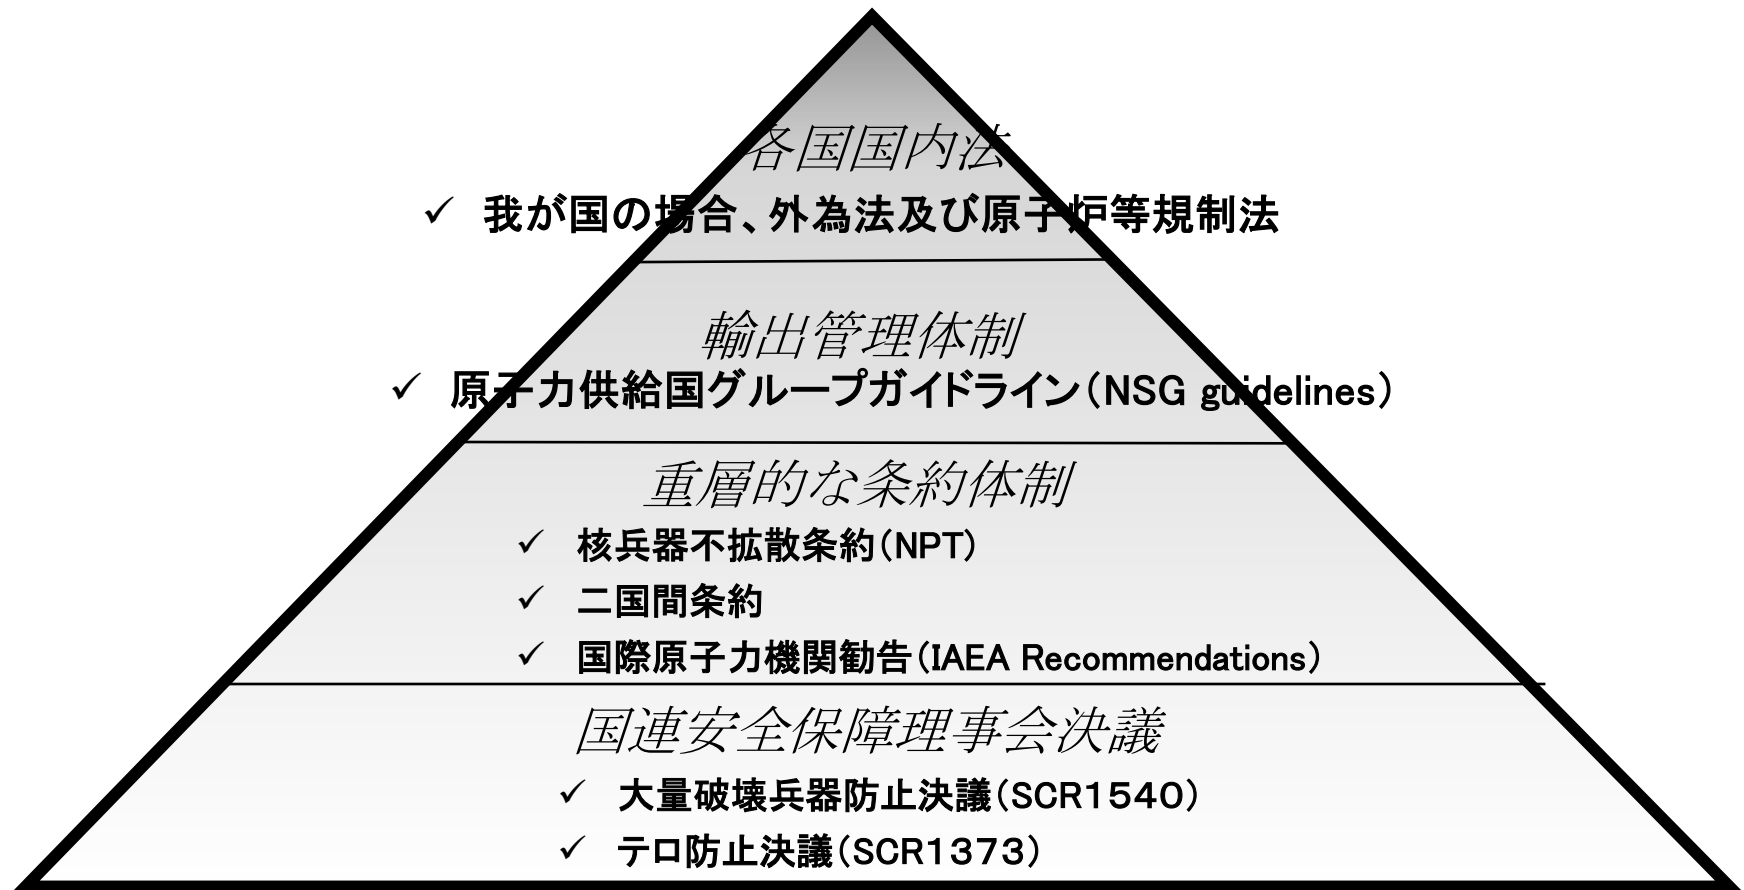 各国国内法
✓ 我が国の場合、外為法及び原子炉等規制法
輸出管理体制
✓ 原子力供給国グループガイドライン（NSG guidelines）
重層的な条約体制
✓ 核兵器不拡散条約（NPT）
✓ 二国間条約
✓ 国際原子力機関勧告（IAEA Recommendations）
国連安全保障理事会決議
✓ 大量破壊兵器防止決議（SCR１５４０）
✓ テロ防止決議（SCR１３７３）